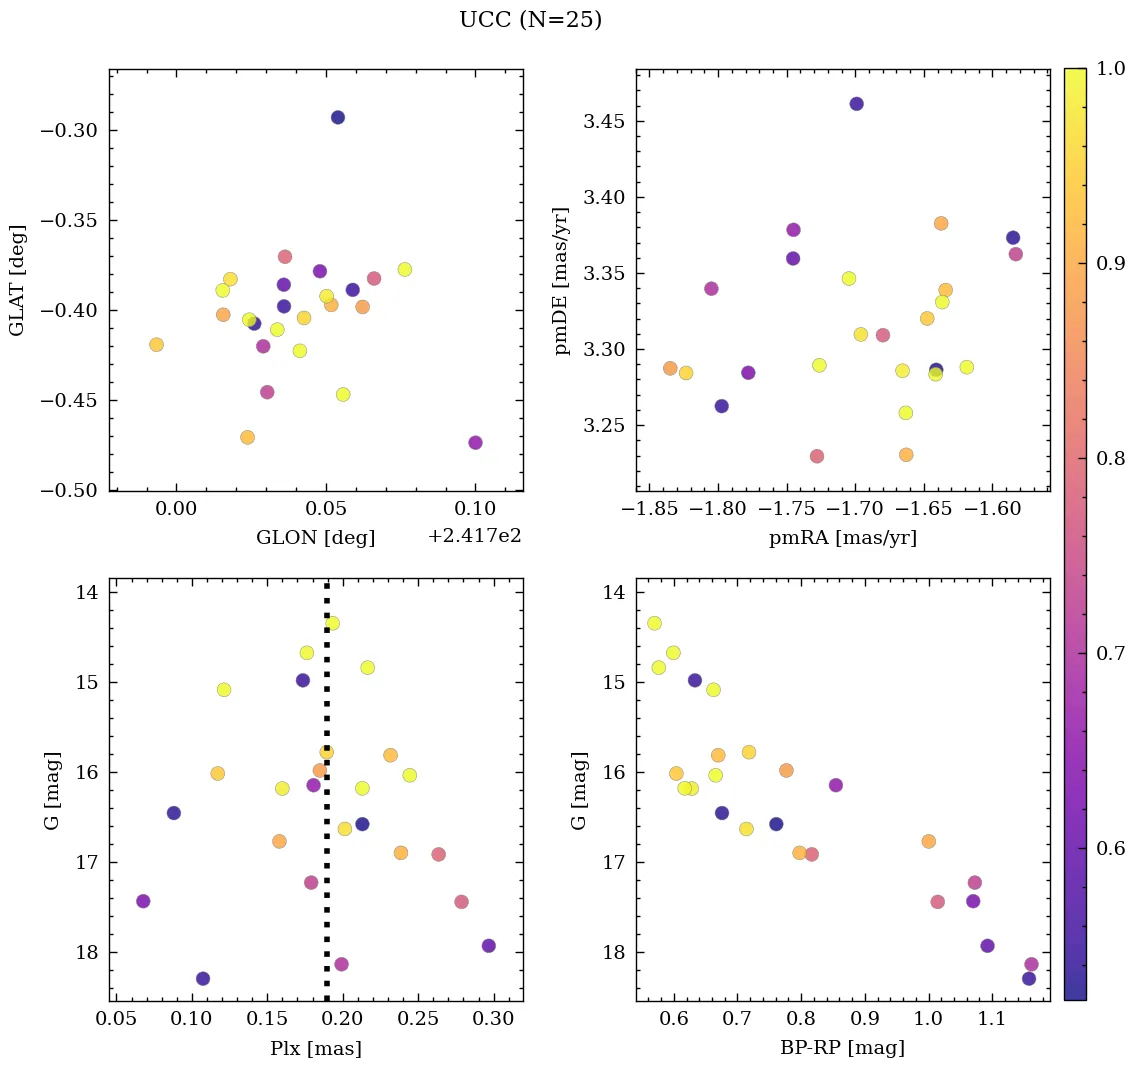 UCC (N=25)
−0.30
−0.35
−0.40
−0.45
−0.50
GLAT [deg]
0.00 0.05 0.10
GLON [deg] +2.417e2
3.45
3.40
3.35
3.30
3.25
pmDE [mas/yr]
−1.85 −1.80 −1.75 −1.70 −1.65 −1.60
pmRA [mas/yr]
1.0
0.9
0.8
0.7
0.6
14
15
16
17
18
G [mag]
0.05 0.10 0.15 0.20 0.25 0.30
Plx [mas]
14
15
16
17
18
G [mag]
0.6 0.7 0.8 0.9 1.0 1.1
BP-RP [mag]